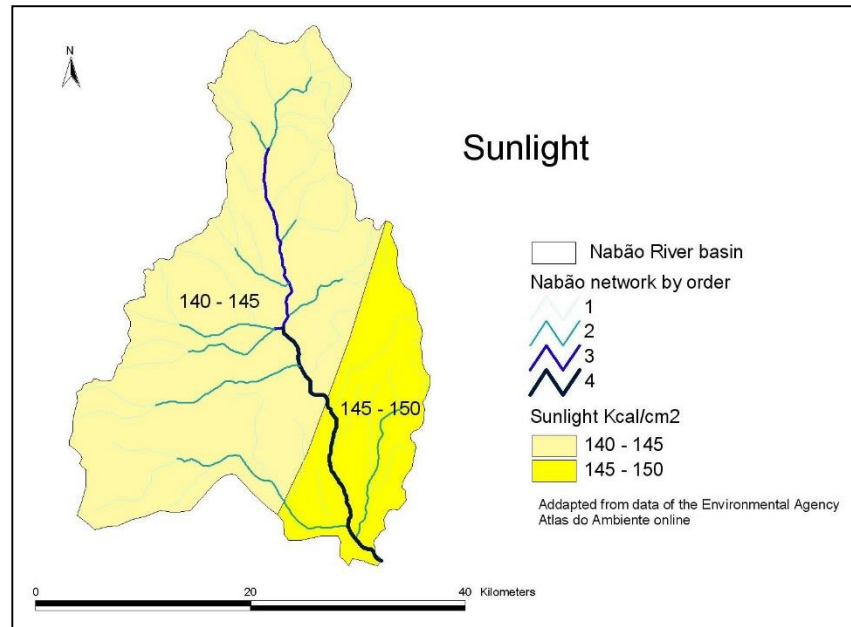 N
Sunlight
140 - 145
145 - 150
Nabão River basin
Nabão network by order
1
2
3
4
Sunlight Kcal/cm2
140 - 145
145 - 150
Addapted from data of the Environmental Agency
Atlas do Ambiente online
0 20 40 Kilometers